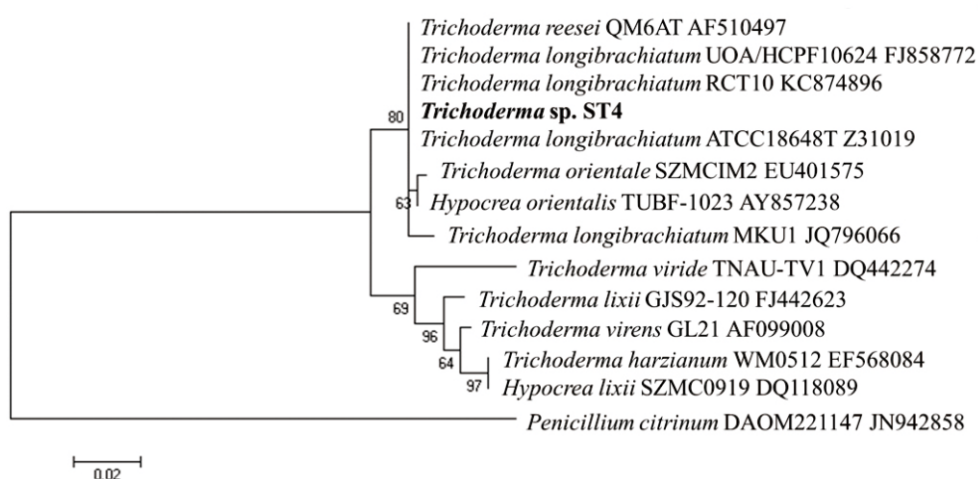 Trichoderma reesei QM6AT AF510497
Trichoderma longibrachiatum UOA/HCPF10624 FJ858772
Trichoderma longibrachiatum RCT10 KC874896
80
Trichoderma sp. ST4
Trichoderma longibrachiatum ATCC18648T Z31019
Trichoderma orientale SZMCIM2 EU401575
63
Hypocrea orientalis TUBF-1023 AY857238
Trichoderma longibrachiatum MKU1 JQ796066
Trichoderma viride TNAU-TV1 DQ442274
69
Trichoderma lixii GJS92-120 FJ442623
96
Trichoderma virens GL21 AF099008
64
Trichoderma harzianum WM0512 EF568084
97
Hypocrea lixii SZMC0919 DQ118089
Penicillium citrinum DAOM221147 JN942858
0.02